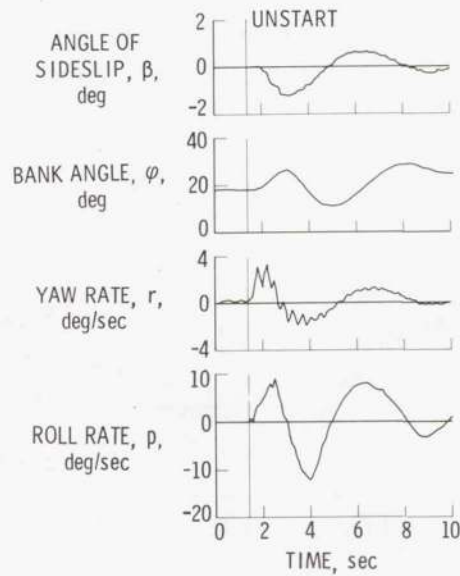 UNSTART
ANGLE OF
SIDESLIP, β,
deg
2
0
-2
BANK ANGLE, φ,
deg
40
20
0
YAW RATE, r,
deg/sec
4
0
-4
ROLL RATE, p,
deg/sec
10
0
-10
-20
0 2 4 6 8 10
TIME, sec